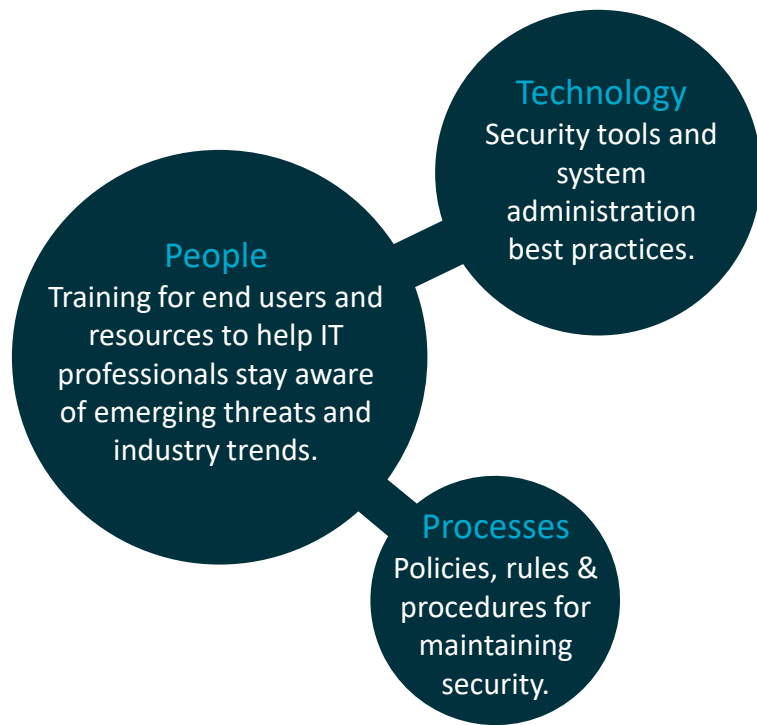 Technology
Security tools and
system
administration
best practices.
People
Training for end users and
resources to help IT
professionals stay aware
of emerging threats and
industry trends.
Processes
Policies, rules &
procedures for
maintaining
security.